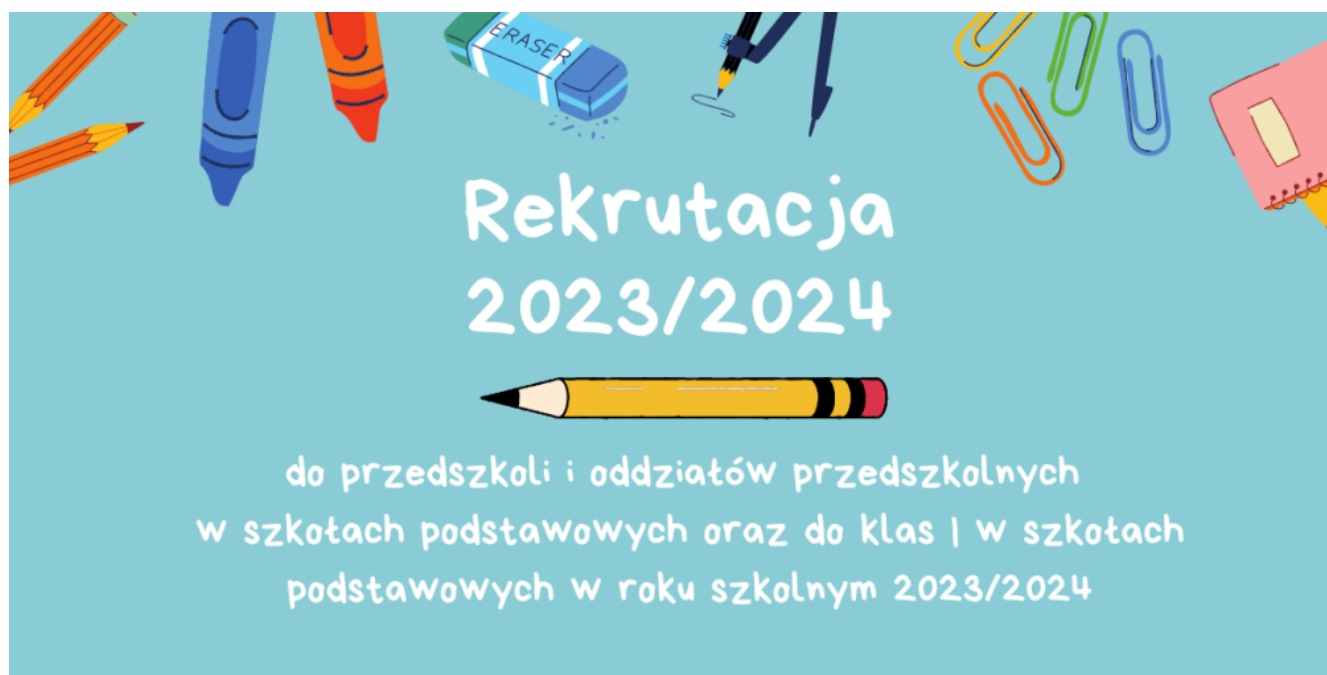 ERASER
Rekrutacja
2023/2024
do przedszkoli i oddziałów przedszkolnych
w szkołach podstawowych oraz do klas I w szkołach
podstawowych w roku szkolnym 2023/2024